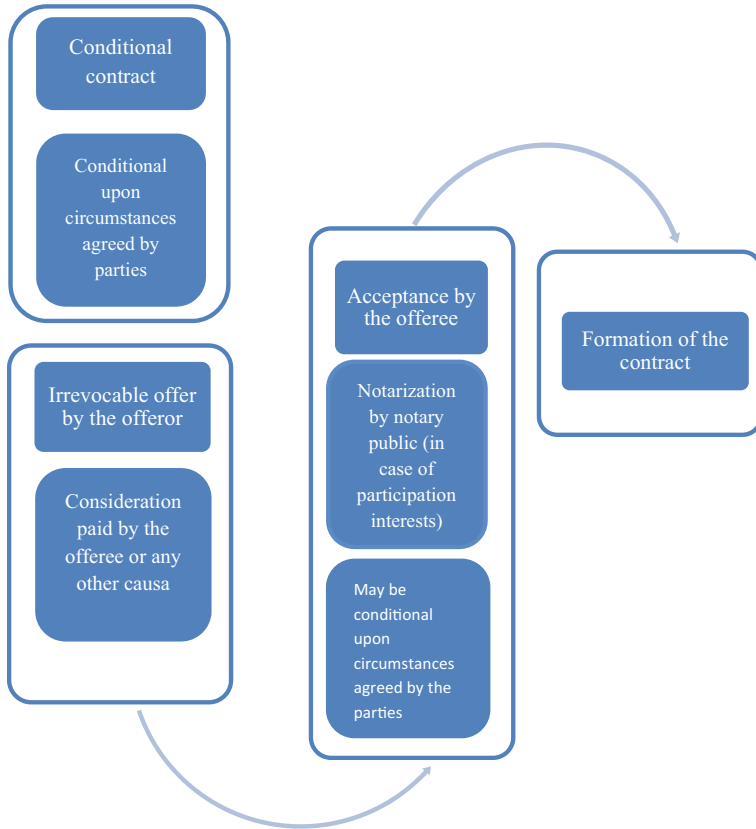 Conditional
contract
Conditional
upon
circumstances
agreed by
parties
Irrevocable offer
by the offeror
Consideration
paid by the
offeree or any
other causa
Acceptance by
the offeree
Notarization
by notary
public (in
case of
participation
interests)
May be
conditional
upon
circumstances
agreed by the
parties
Formation of the
contract